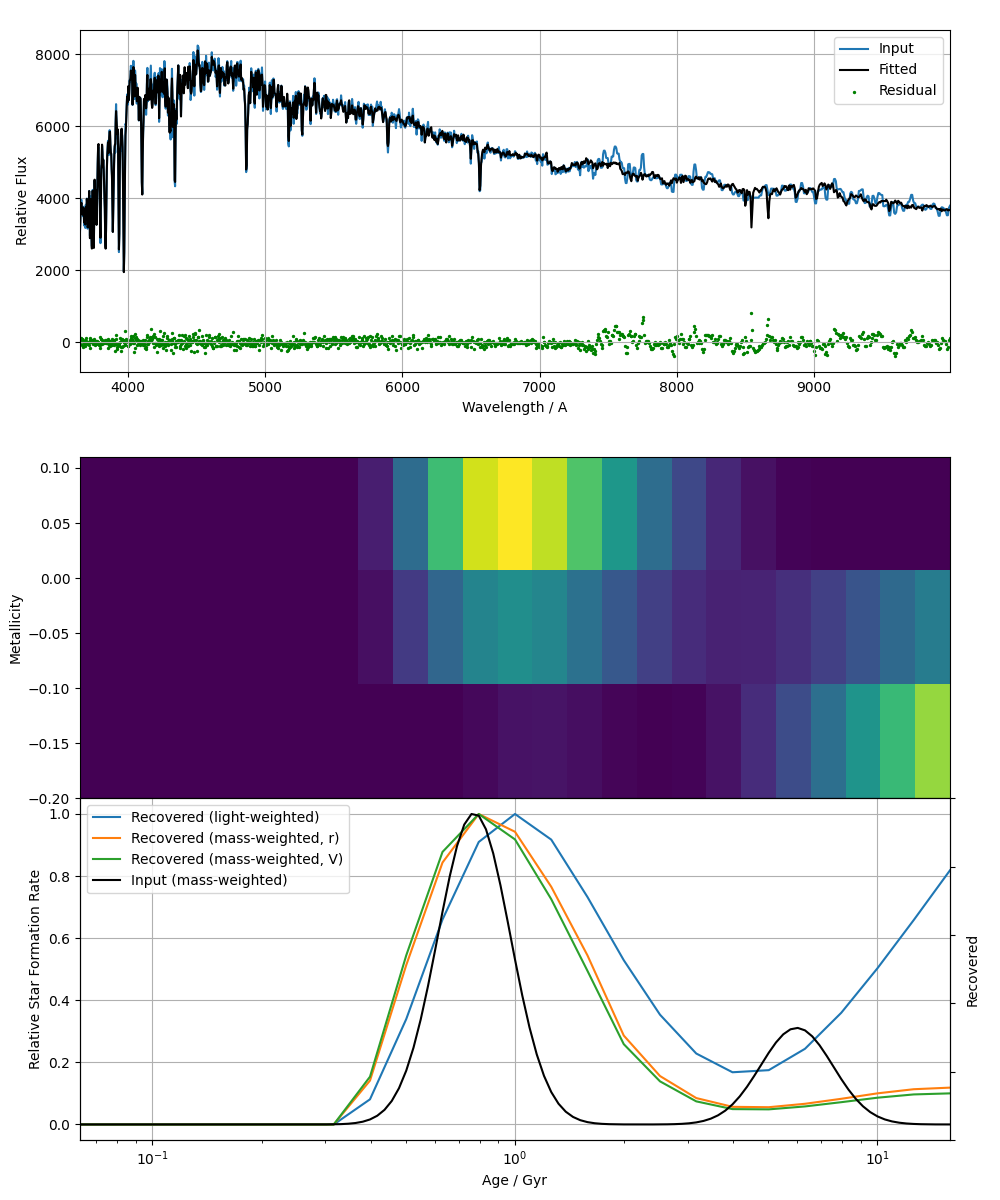 8000
6000
4000
2000
0
Relative Flux
Input
Fitted
Residual
4000 5000 6000 7000 8000 9000
Wavelength / A
0.10
0.05
0.00
−0.05
−0.10
−0.15
−0.20
Metallicity
1.0
0.8
0.6
0.4
0.2
0.0
Relative Star Formation Rate
Recovered (light-weighted)
Recovered (mass-weighted, r)
Recovered (mass-weighted, V)
Input (mass-weighted)
Recovered
10⁻¹ 10⁰ 10¹
Age / Gyr